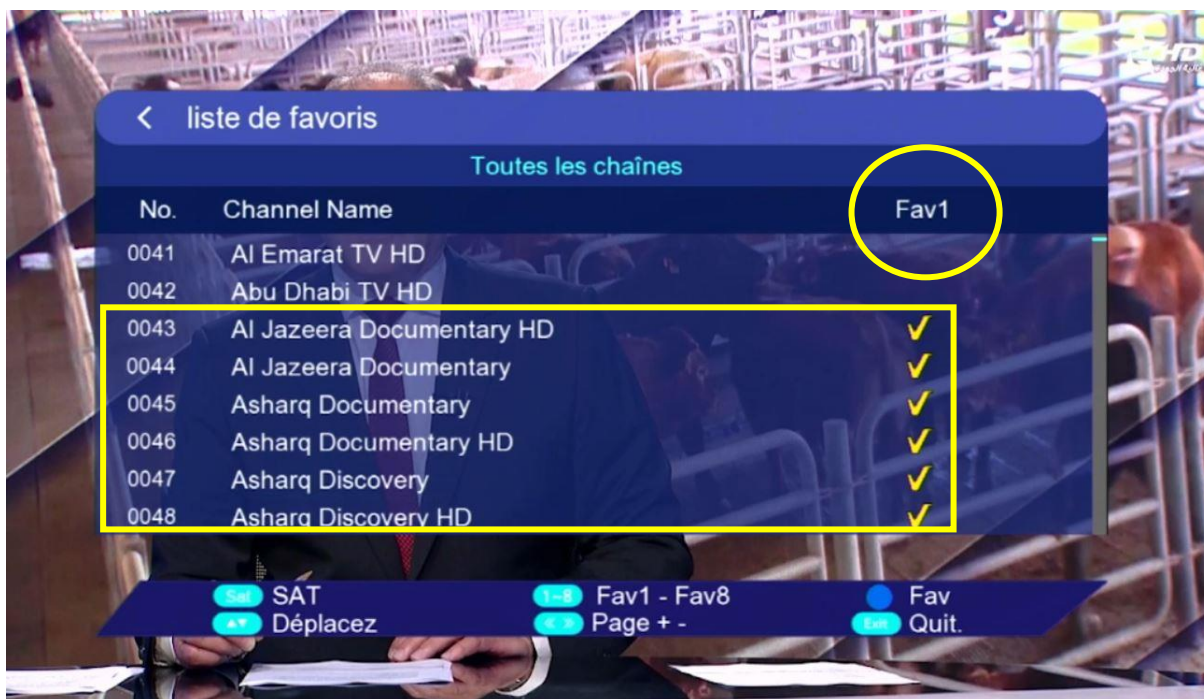 HD
liste de favoris
Toutes les chaînes
No. Channel Name Fav1
0041 Al Emarat TV HD
0042 Abu Dhabi TV HD
0043 Al Jazeera Documentary HD
0044 Al Jazeera Documentary
0045 Asharq Documentary
0046 Asharq Documentary HD
0047 Asharq Discovery
0048 Asharq Discovery HD
Sat SAT 1~8 Fav1 - Fav8 Fav
Déplacez Page + - Exit Quit.